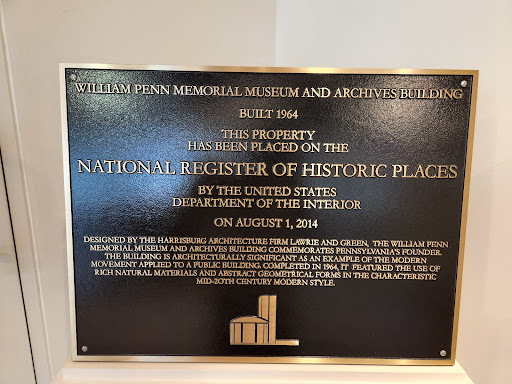 WILLIAM PENN MEMORIAL MUSEUM AND ARCHIVES BUILDING
BUILT 1964
THIS PROPERTY
HAS BEEN PLACED ON THE
NATIONAL REGISTER OF HISTORIC PLACES
BY THE UNITED STATES
DEPARTMENT OF THE INTERIOR
ON AUGUST 1, 2014
DESIGNED BY THE HARRISBURG ARCHITECTURE FIRM LAWRIE AND GREEN, THE WILLIAM PENN
MEMORIAL MUSEUM AND ARCHIVES BUILDING COMMEMORATES PENNSYLVANIA'S FOUNDER.
THE BUILDING IS ARCHITECTURALLY SIGNIFICANT AS AN EXAMPLE OF THE MODERN
MOVEMENT APPLIED TO A PUBLIC BUILDING. COMPLETED IN 1964, IT FEATURED THE USE OF
RICH NATURAL MATERIALS AND ABSTRACT GEOMETRICAL FORMS IN THE CHARACTERISTIC
MID-20TH CENTURY MODERN STYLE.